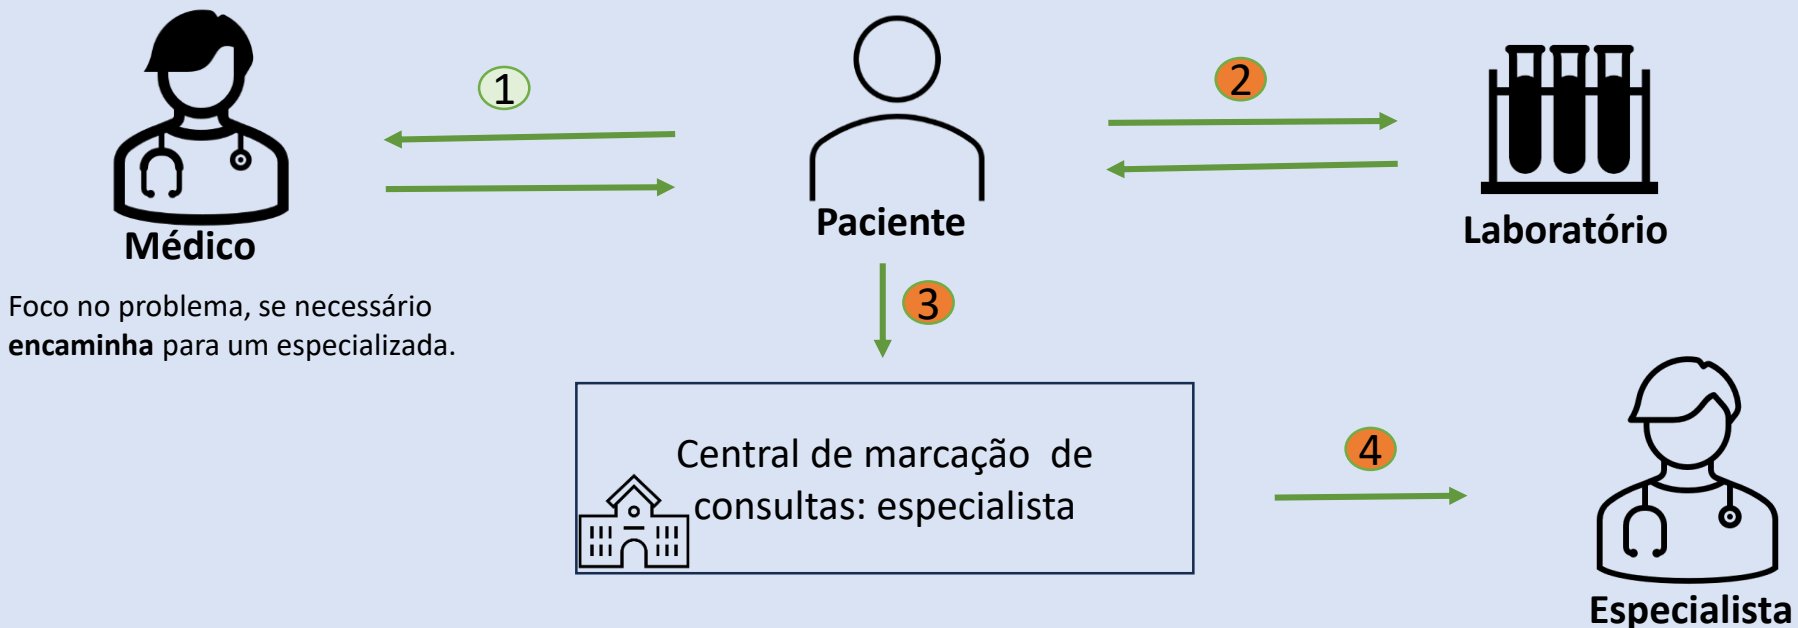 1
2
Médico
Paciente
Laboratório
Foco no problema, se necessário
encaminha para um especializada.
3
Central de marcação de
consultas: especialista
4
Especialista